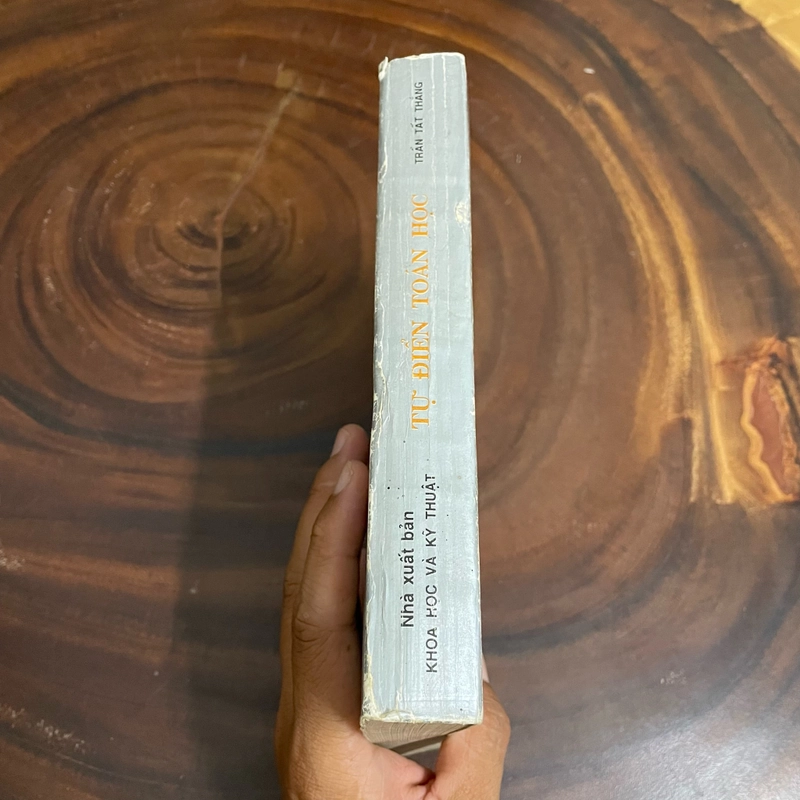 Nhà xuất bản
KHOA HỌC VÀ KỸ THUẬT
TỰ ĐIỂN TOÁN HỌC
TRẦN TẤT THẮNG